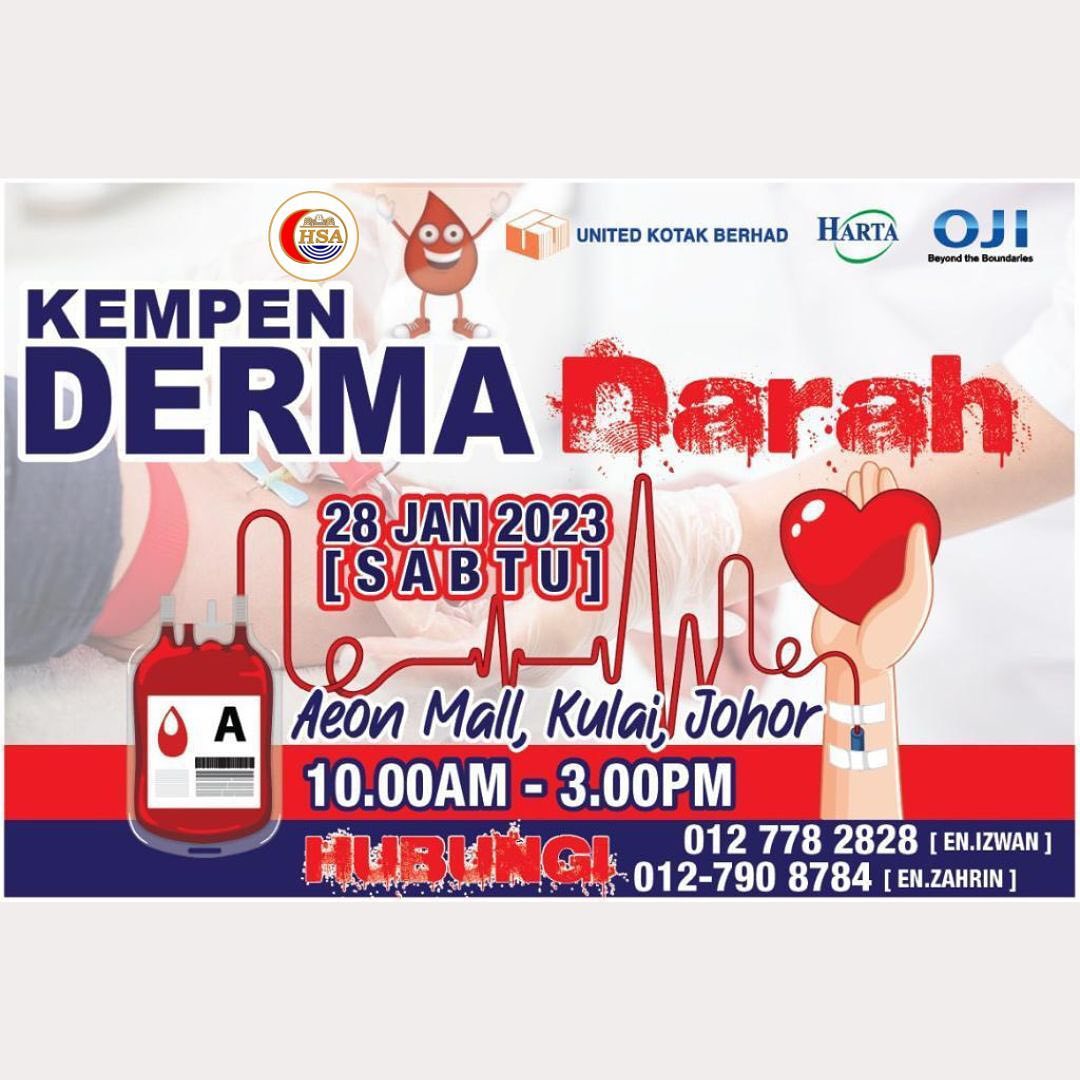 HSA
UNITED KOTAK BERHAD
HARTA
OJI
Beyond the Boundaries
KEMPEN
DERMA Darah
28 JAN 2023
[SABTU]
A
Aeon Mall, Kulai, Johor
10.00AM - 3.00PM
HUBUNGI
012 778 2828 [ EN.IZWAN ]
012-790 8784 [ EN.ZAHRIN ]